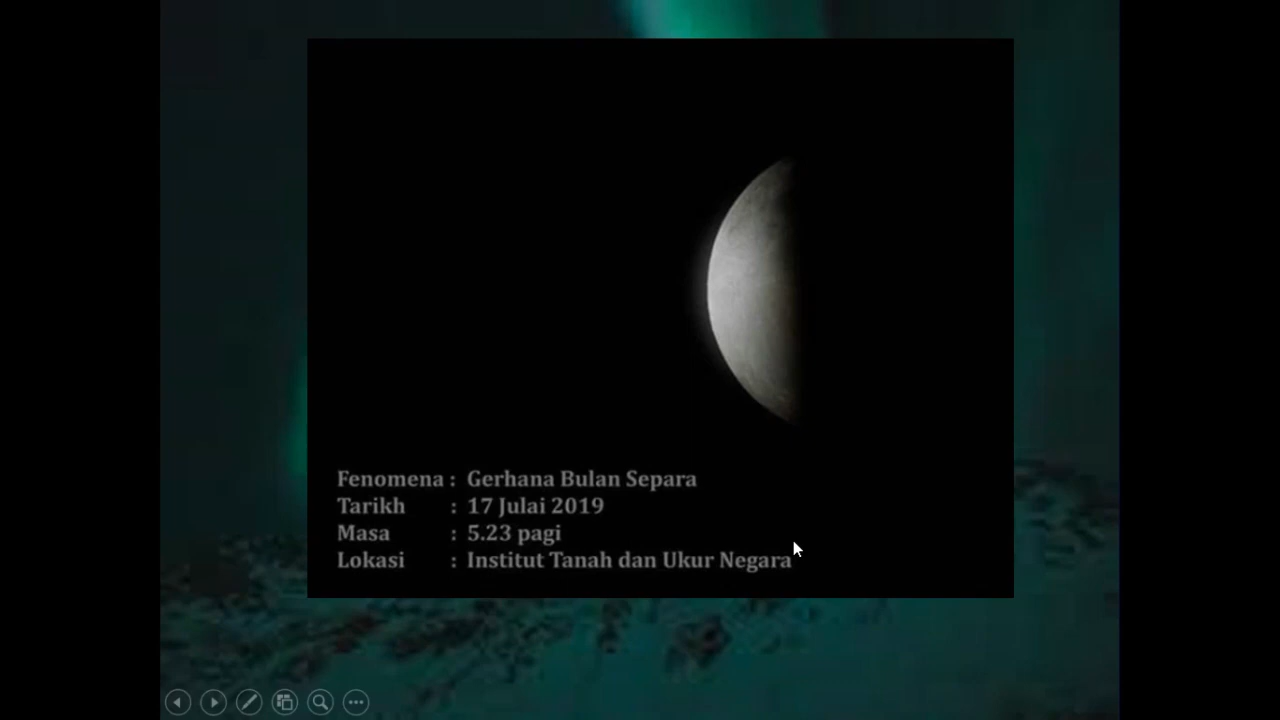 Fenomena : Gerhana Bulan Separa
Tarikh : 17 Julai 2019
Masa : 5.23 pagi
Lokasi : Institut Tanah dan Ukur Negara